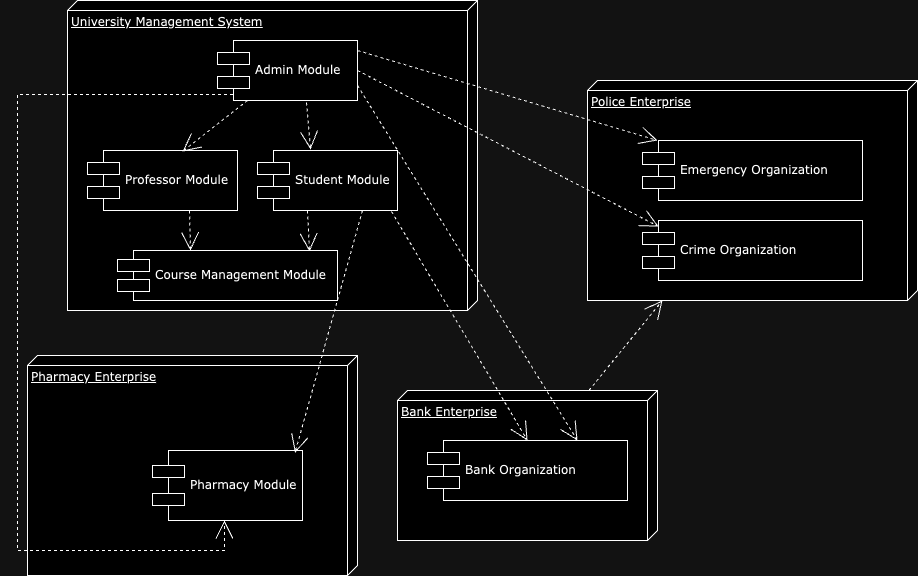 University Management System
Admin Module
Police Enterprise
Professor Module
Student Module
Emergency Organization
Crime Organization
Course Management Module
Pharmacy Enterprise
Bank Enterprise
Pharmacy Module
Bank Organization